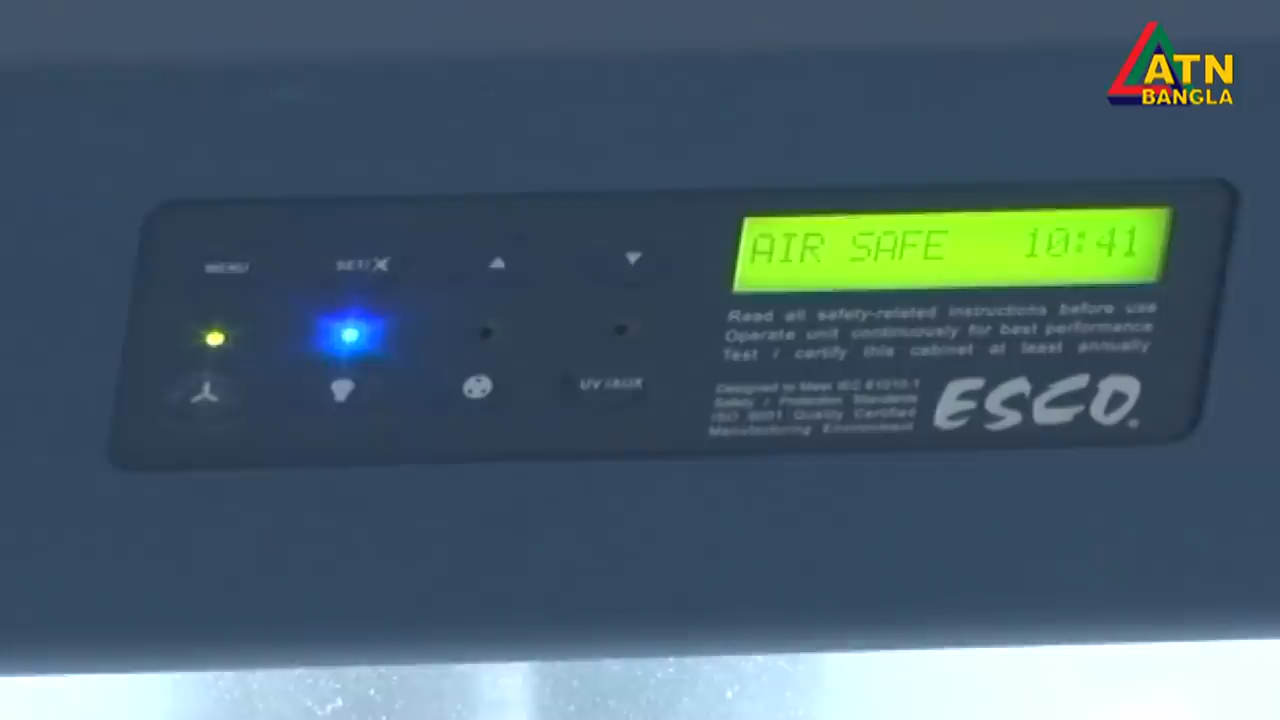 ATN
BANGLA
AIR SAFE 10:41
MENU SET/X
Read all safety-related instructions before use
Operate unit continuously for best performance
Test / certify this cabinet at least annually
UV/AUX
Designed to Meet IEC 61010-1
Safety / Protection Standards
ISO 9001 Quality Certified
Manufacturing Environment
ESCO